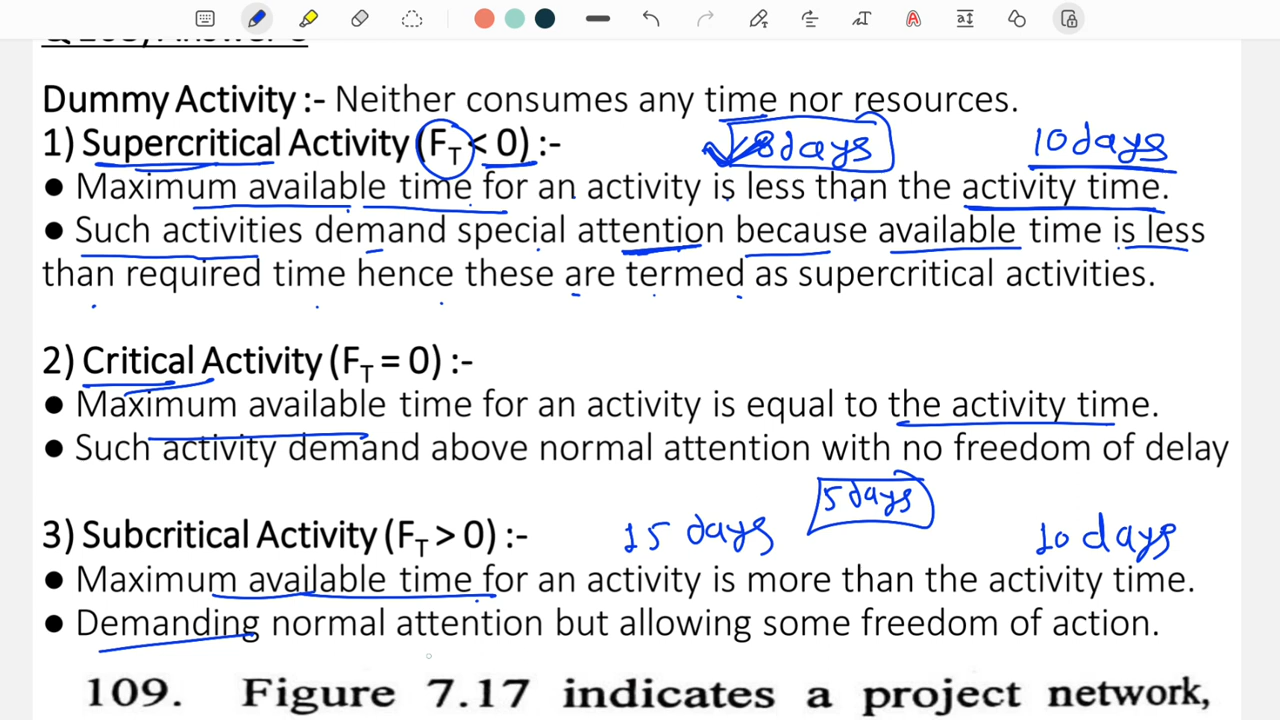 Dummy Activity :- Neither consumes any time nor resources.
1) Supercritical Activity (FT < 0) :- 8 days 10 days
● Maximum available time for an activity is less than the activity time.
● Such activities demand special attention because available time is less
than required time hence these are termed as supercritical activities.
2) Critical Activity (FT = 0) :-
● Maximum available time for an activity is equal to the activity time.
● Such activity demand above normal attention with no freedom of delay
5 days
3) Subcritical Activity (FT > 0) :- 15 days 10 days
● Maximum available time for an activity is more than the activity time.
● Demanding normal attention but allowing some freedom of action.
109. Figure 7.17 indicates a project network,